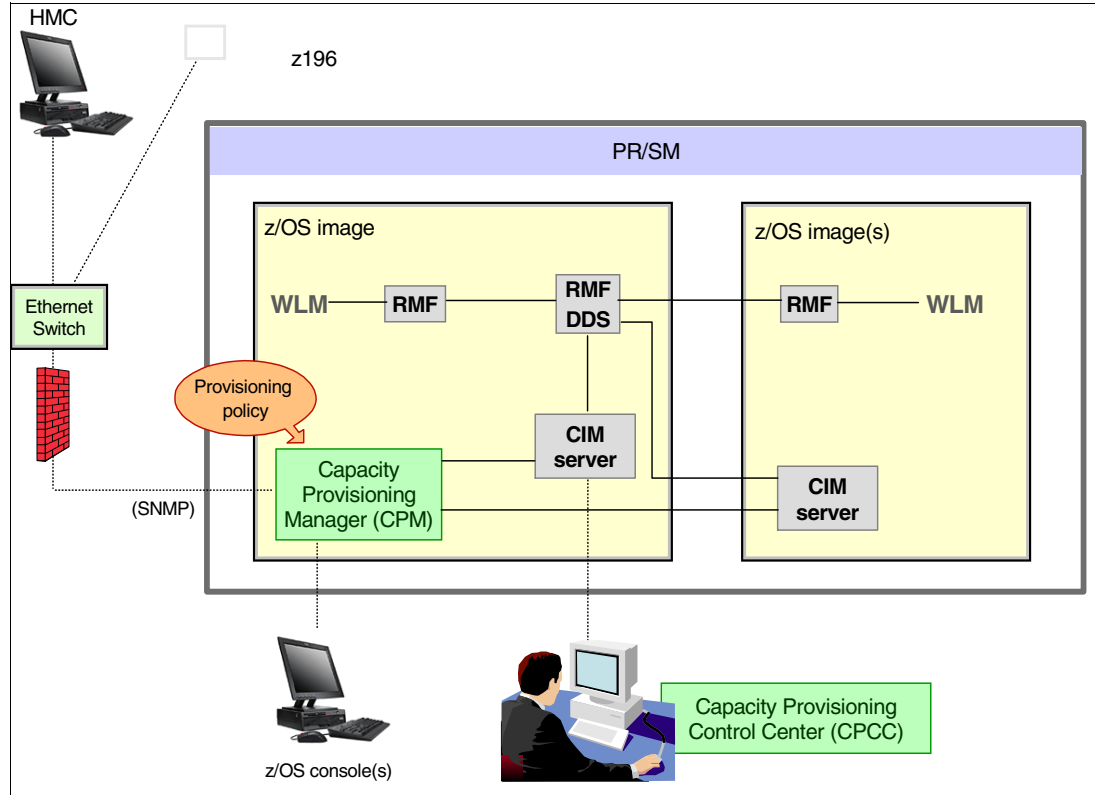 HMC
z196
PR/SM
z/OS image
z/OS image(s)
WLM
RMF
RMF
DDS
RMF
WLM
Ethernet
Switch
Provisioning
policy
CIM
server
Capacity
Provisioning
Manager (CPM)
CIM
server
(SNMP)
Capacity Provisioning
Control Center (CPCC)
z/OS console(s)